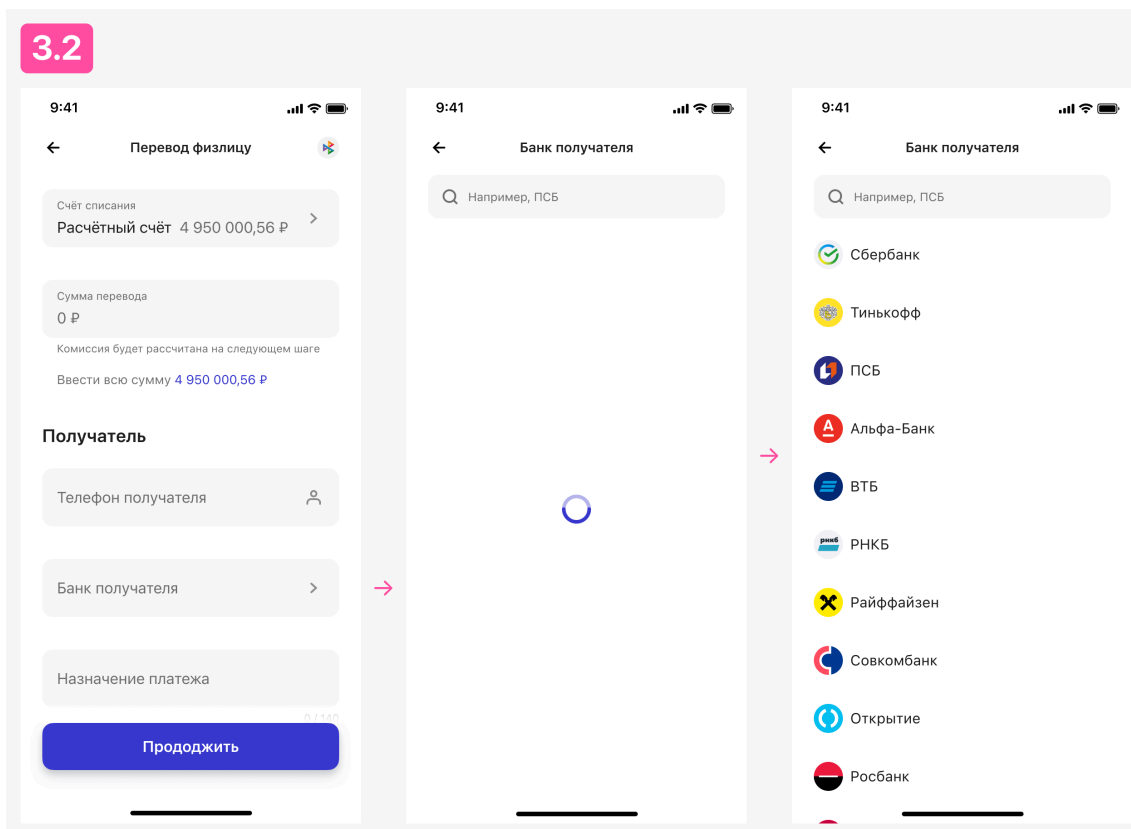 3.2
9:41
Перевод физлицу
Счёт списания
Расчётный счёт 4 950 000,56 ₽
Сумма перевода
0 ₽
Комиссия будет рассчитана на следующем шаге
Ввести всю сумму 4 950 000,56 ₽
Получатель
Телефон получателя
Банк получателя
Назначение платежа
0 / 140
Прододжить
9:41
Банк получателя
Например, ПСБ
9:41
Банк получателя
Например, ПСБ
Сбербанк
Тинькофф
ПСБ
А
Альфа-Банк
ВТБ
рнкб
РНКБ
Райффайзен
Совкомбанк
Открытие
Росбанк